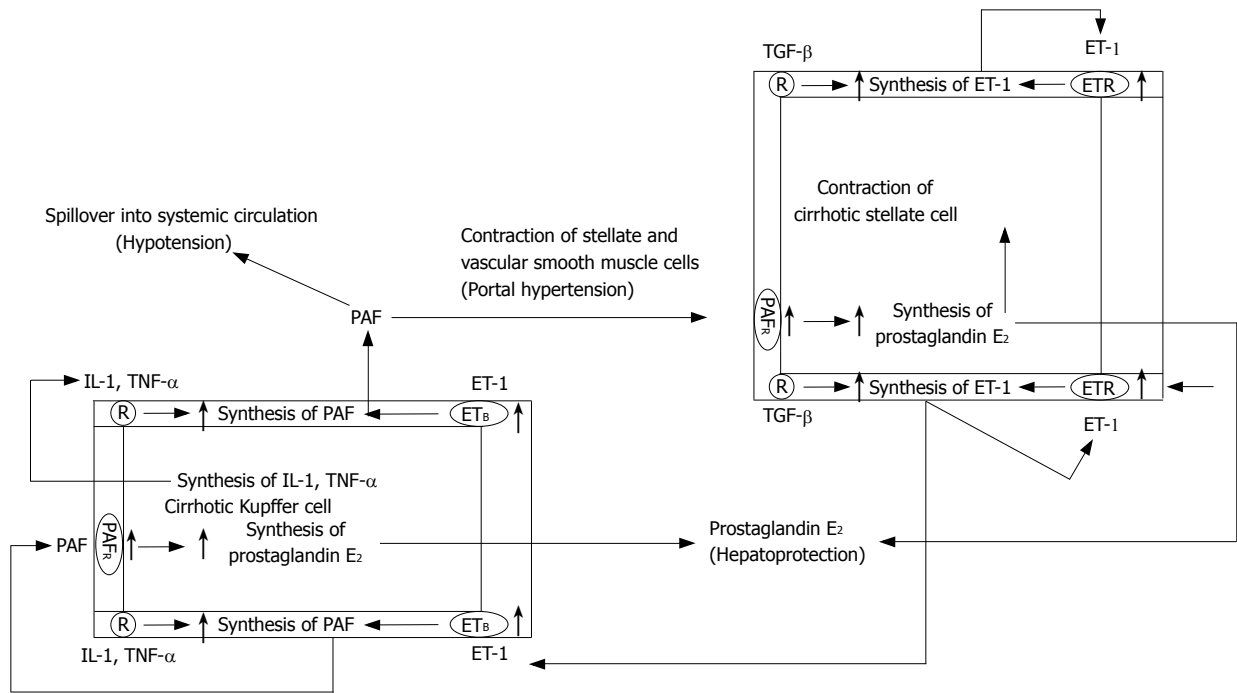 TGF-β
ET-1
R
Synthesis of ET-1
ETR
Contraction of
cirrhotic stellate cell
Spillover into systemic circulation
(Hypotension)
Contraction of stellate and
vascular smooth muscle cells
(Portal hypertension)
PAF
PAFR
Synthesis of
prostaglandin E2
R
Synthesis of ET-1
ETR
TGF-β
ET-1
IL-1, TNF-α
ET-1
R
Synthesis of PAF
ETB
Synthesis of IL-1, TNF-α
Cirrhotic Kupffer cell
PAF
PAFR
Synthesis of
prostaglandin E2
Prostaglandin E2
(Hepatoprotection)
R
Synthesis of PAF
ETB
IL-1, TNF-α
ET-1